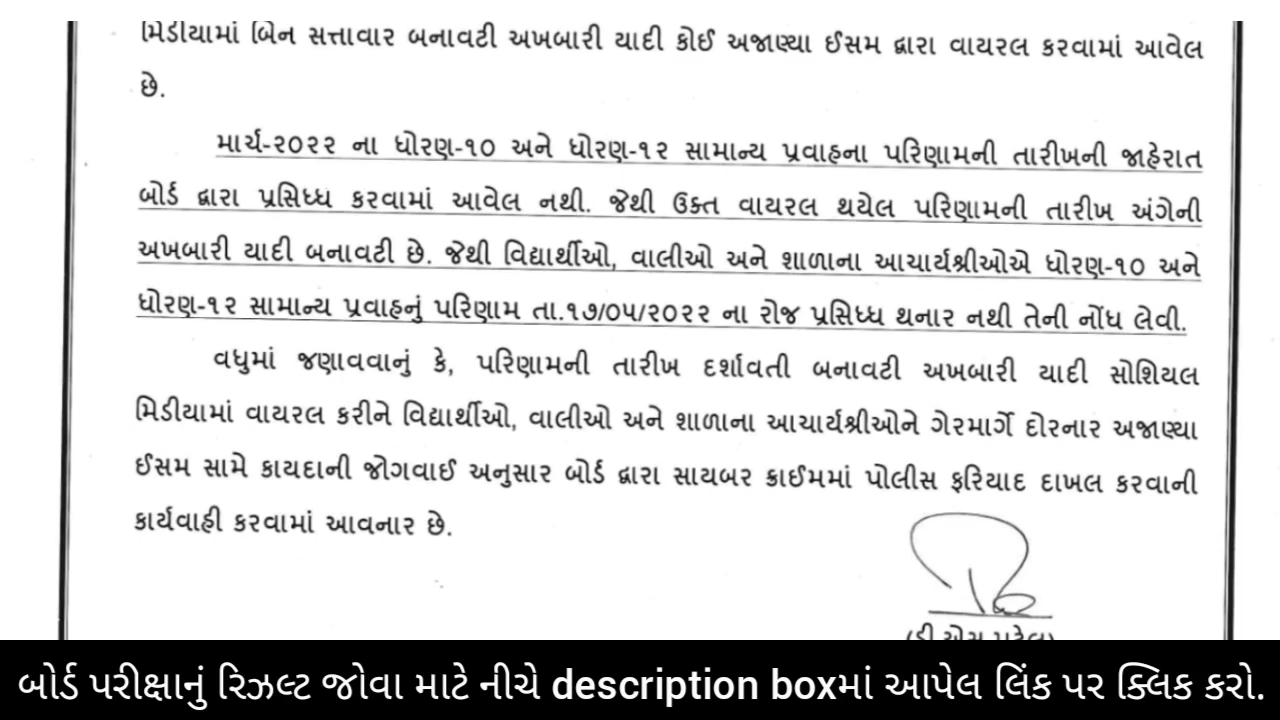 મિડીયામાં બિન સત્તાવાર બનાવટી અખબારી યાદી કોઈ અજાણ્યા ઈસમ દ્વારા વાયરલ કરવામાં આવેલ
છે.
માર્ચ-૨૦૨૨ ના ધોરણ-૧૦ અને ધોરણ-૧૨ સામાન્ય પ્રવાહના પરિણામની તારીખની જાહેરાત
બોર્ડ દ્વારા પ્રસિધ્ધ કરવામાં આવેલ નથી. જેથી ઉક્ત વાયરલ થયેલ પરિણામની તારીખ અંગેની
અખબારી યાદી બનાવટી છે. જેથી વિદ્યાર્થીઓ, વાલીઓ અને શાળાના આચાર્યશ્રીઓએ ધોરણ-૧૦ અને
ધોરણ-૧૨ સામાન્ય પ્રવાહનું પરિણામ તા.૧૭/૦૫/૨૦૨૨ ના રોજ પ્રસિધ્ધ થનાર નથી તેની નોંધ લેવી.
વધુમાં જણાવવાનું કે, પરિણામની તારીખ દર્શાવતી બનાવટી અખબારી યાદી સોશિયલ
મિડીયામાં વાયરલ કરીને વિદ્યાર્થીઓ, વાલીઓ અને શાળાના આચાર્યશ્રીઓને ગેરમાર્ગે દોરનાર અજાણ્યા
ઈસમ સામે કાયદાની જોગવાઈ અનુસાર બોર્ડ દ્વારા સાયબર ક્રાઈમમાં પોલીસ ફરિયાદ દાખલ કરવાની
કાર્યવાહી કરવામાં આવનાર છે.
બોર્ડ પરીક્ષાનું રિઝલ્ટ જોવા માટે નીચે description boxમાં આપેલ લિંક પર ક્લિક કરો.